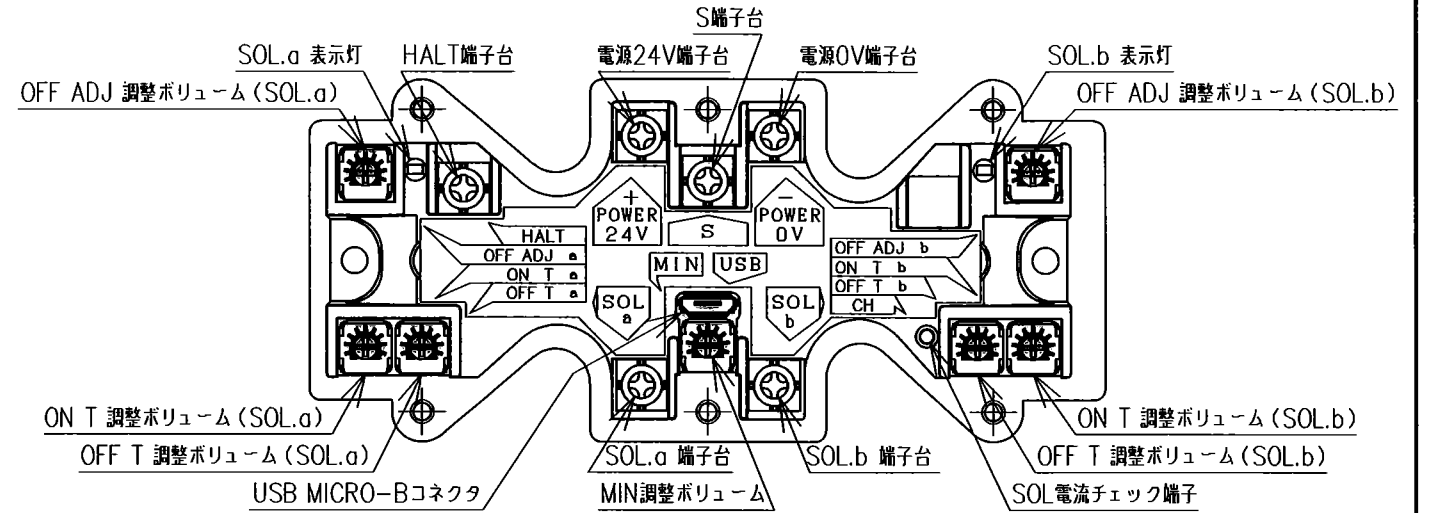 S端子台
SOL.a 表示灯
HALT端子台
電源24V端子台
電源0V端子台
SOL.b 表示灯
OFF ADJ 調整ボリューム(SOL.a)
OFF ADJ 調整ボリューム(SOL.b)
+
POWER
24V
S
−
POWER
0V
HALT
OFF ADJ a
ON T a
OFF T a
MIN
USB
OFF ADJ b
ON T b
OFF T b
CH
SOL
a
SOL
b
ON T 調整ボリューム(SOL.a)
ON T 調整ボリューム(SOL.b)
OFF T 調整ボリューム(SOL.a)
SOL.a 端子台
SOL.b 端子台
OFF T 調整ボリューム(SOL.b)
USB MICRO-Bコネクタ
MIN調整ボリューム
SOL電流チェック端子